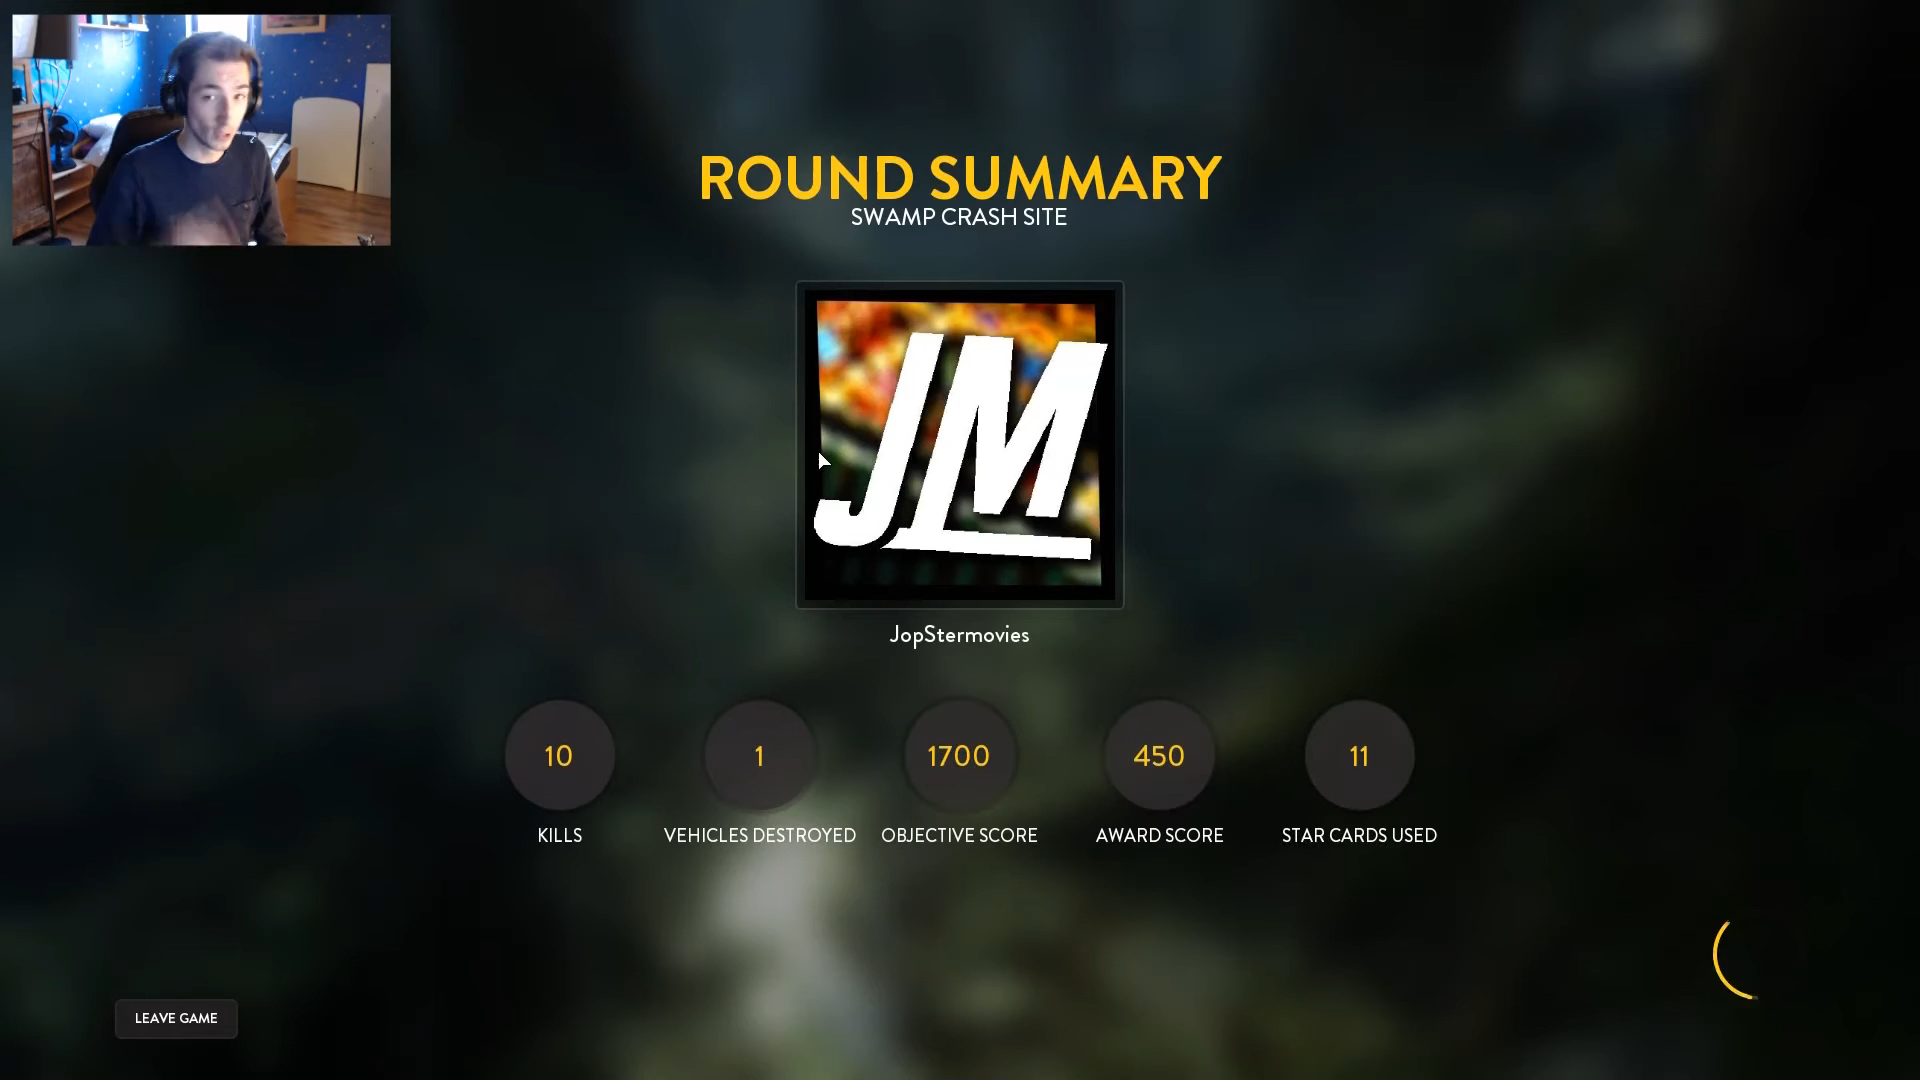 ROUND SUMMARY
SWAMP CRASH SITE
JM
JopStermovies
10
1
1700
450
11
KILLS
VEHICLES DESTROYED
OBJECTIVE SCORE
AWARD SCORE
STAR CARDS USED
LEAVE GAME